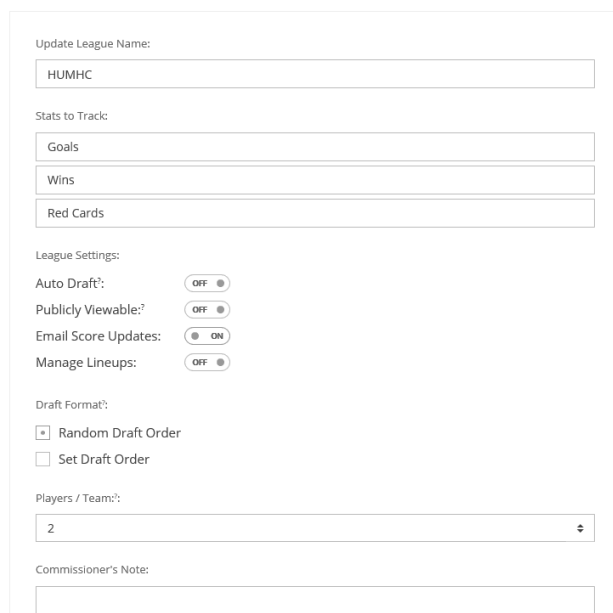 Update League Name:
HUMHC
Stats to Track:
Goals
Wins
Red Cards
League Settings:
Auto Draft?: OFF
Publicly Viewable:? OFF
Email Score Updates: ON
Manage Lineups: OFF
Draft Format?:
Random Draft Order
Set Draft Order
Players / Team:?:
2
Commissioner's Note: